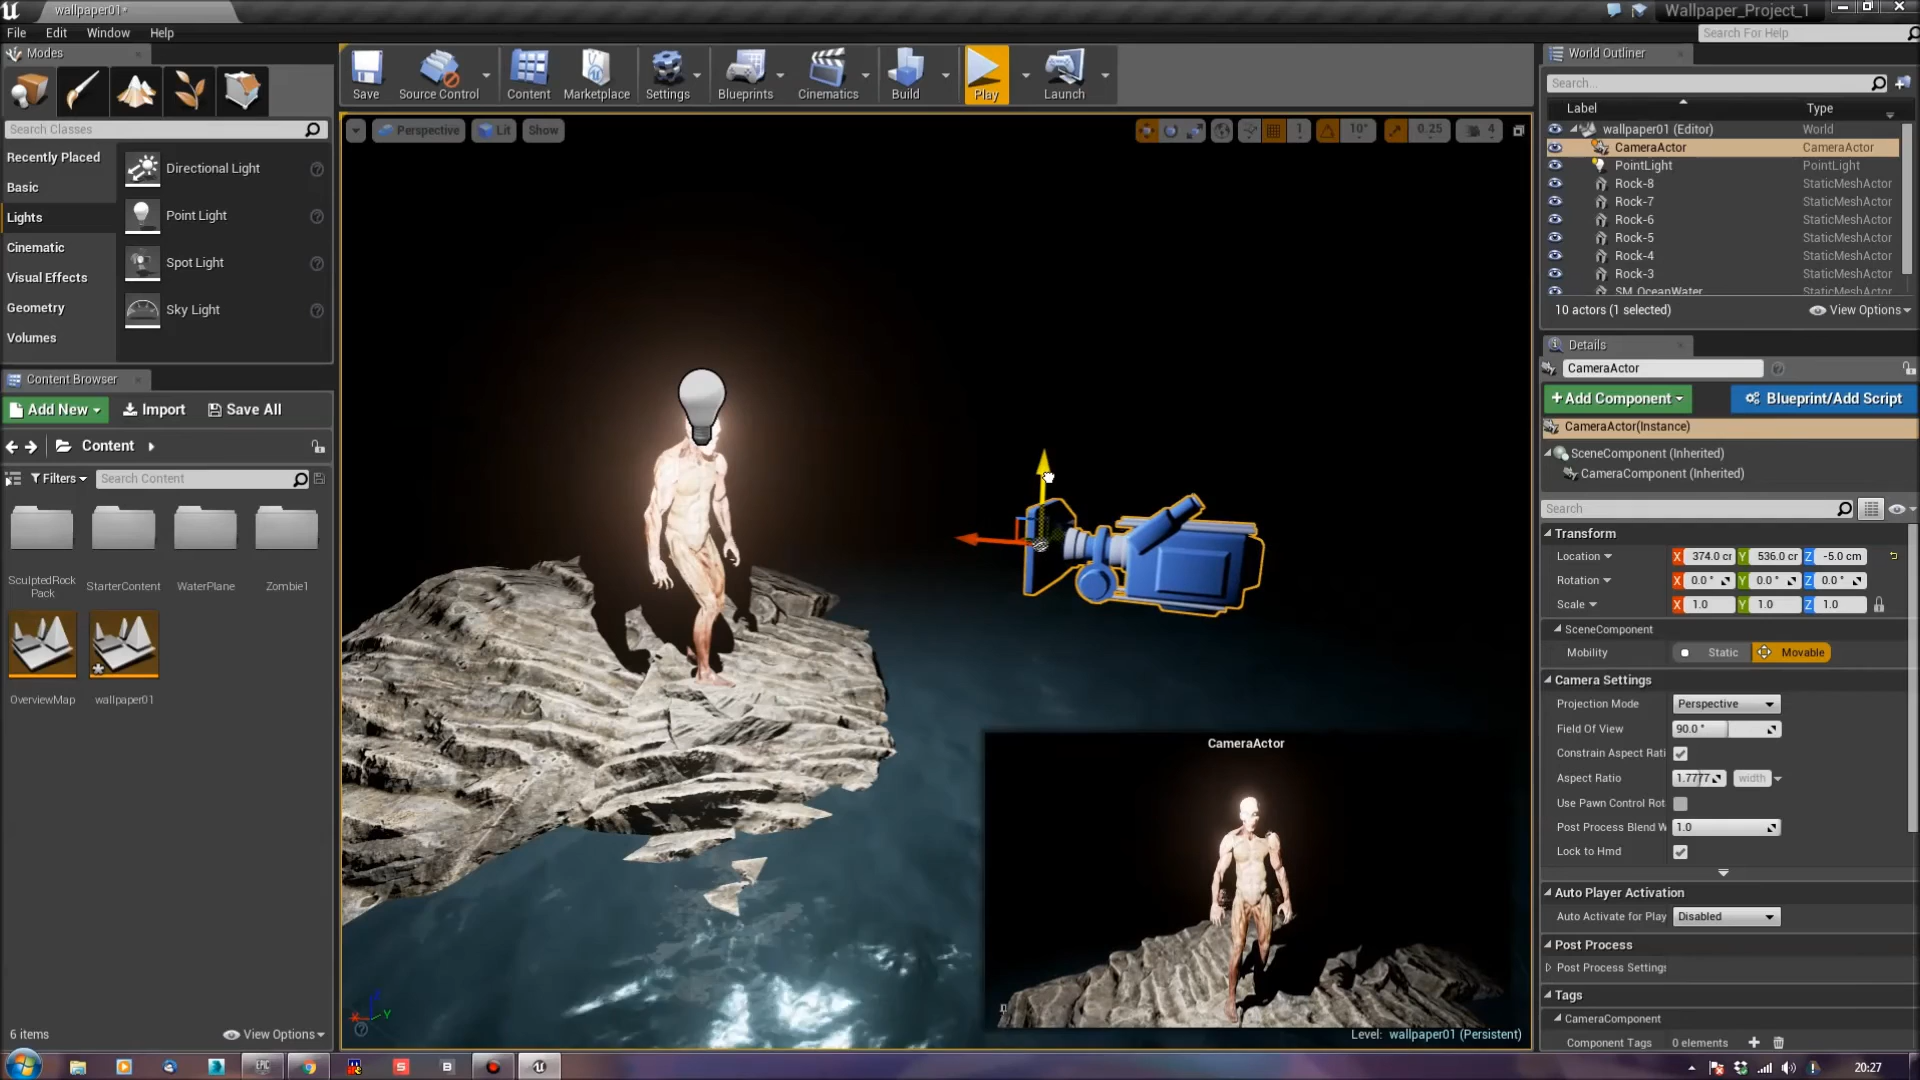 wallpaper01*
Wallpaper_Project_1
File Edit Window Help
Search For Help
Modes
Search Classes
Recently Placed
Basic
Lights
Cinematic
Visual Effects
Geometry
Volumes
Directional Light
Point Light
Spot Light
Sky Light
Save
Source Control
Content
Marketplace
Settings
Blueprints
Cinematics
Build
Play
Launch
Perspective Lit Show
1 10° 0.25 4
Content Browser
Add New Import Save All
Content
Filters Search Content
SculptedRock
Pack
StarterContent
WaterPlane
Zombie1
OverviewMap
wallpaper01
6 items
View Options
CameraActor
Level: wallpaper01 (Persistent)
World Outliner
Search...
Label Type
wallpaper01 (Editor) World
CameraActor CameraActor
PointLight PointLight
Rock-8 StaticMeshActor
Rock-7 StaticMeshActor
Rock-6 StaticMeshActor
Rock-5 StaticMeshActor
Rock-4 StaticMeshActor
Rock-3 StaticMeshActor
SM_OceanWater StaticMeshActor
10 actors (1 selected)
View Options
Details
CameraActor
+Add Component
Blueprint/Add Script
CameraActor(Instance)
SceneComponent (Inherited)
CameraComponent (Inherited)
Search
Transform
Location X 374.0 cr Y 536.0 cr Z -5.0 cm
Rotation X 0.0 ° Y 0.0 ° Z 0.0 °
Scale X 1.0 Y 1.0 Z 1.0
SceneComponent
Mobility Static Movable
Camera Settings
Projection Mode Perspective
Field Of View 90.0 °
Constrain Aspect Rati
Aspect Ratio 1.7777 width
Use Pawn Control Rot
Post Process Blend W 1.0
Lock to Hmd
Auto Player Activation
Auto Activate for Play Disabled
Post Process
Post Process Settings
Tags
CameraComponent
Component Tags 0 elements
20:27